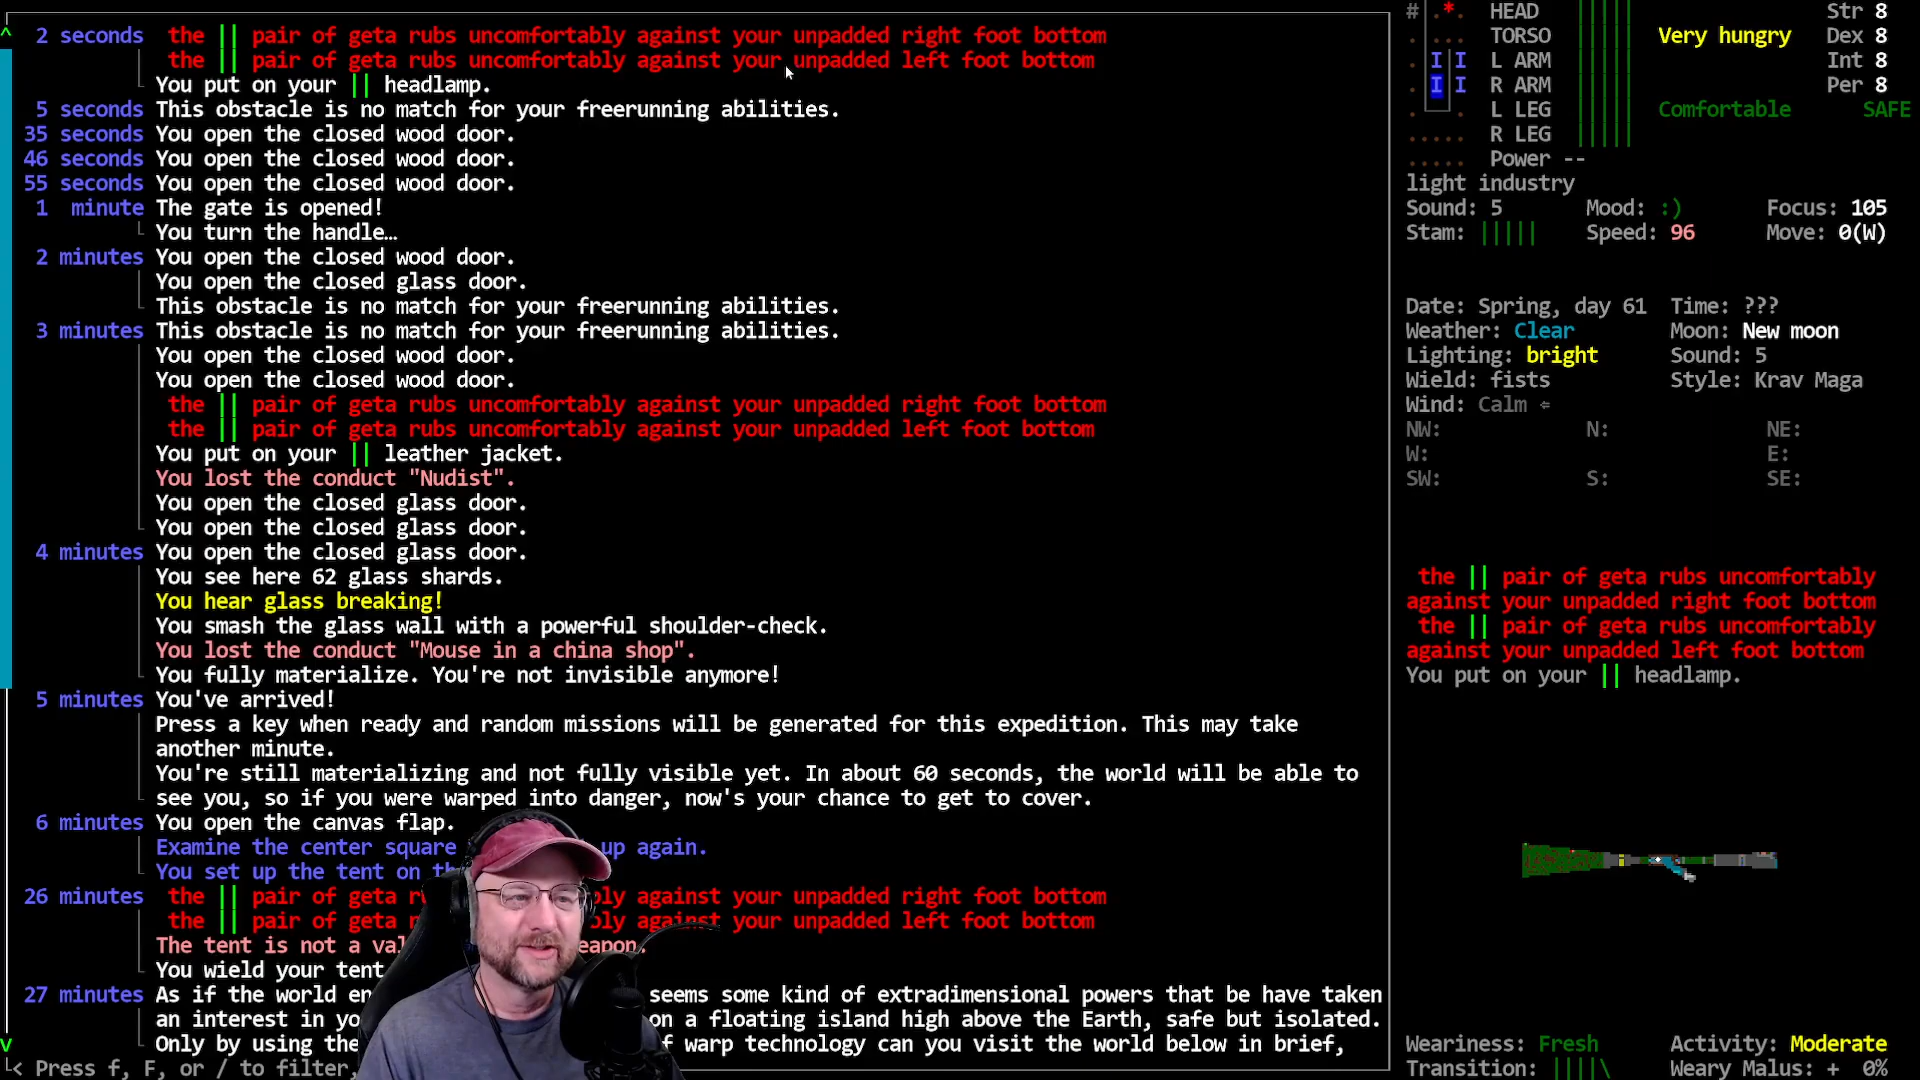 2 seconds the || pair of geta rubs uncomfortably against your unpadded right foot bottom
the || pair of geta rubs uncomfortably against your unpadded left foot bottom
You put on your || headlamp.
5 seconds This obstacle is no match for your freerunning abilities.
35 seconds You open the closed wood door.
46 seconds You open the closed wood door.
55 seconds You open the closed wood door.
1 minute The gate is opened!
You turn the handle…
2 minutes You open the closed wood door.
You open the closed glass door.
This obstacle is no match for your freerunning abilities.
3 minutes This obstacle is no match for your freerunning abilities.
You open the closed wood door.
You open the closed wood door.
the || pair of geta rubs uncomfortably against your unpadded right foot bottom
the || pair of geta rubs uncomfortably against your unpadded left foot bottom
You put on your || leather jacket.
You lost the conduct "Nudist".
You open the closed glass door.
You open the closed glass door.
4 minutes You open the closed glass door.
You see here 62 glass shards.
You hear glass breaking!
You smash the glass wall with a powerful shoulder-check.
You lost the conduct "Mouse in a china shop".
You fully materialize. You're not invisible anymore!
5 minutes You've arrived!
Press a key when ready and random missions will be generated for this expedition. This may take
another minute.
You're still materializing and not fully visible yet. In about 60 seconds, the world will be able to
see you, so if you were warped into danger, now's your chance to get to cover.
6 minutes You open the canvas flap.
Examine the center square up again.
You set up the tent on
26 minutes the || pair of geta against your unpadded right foot bottom
the || pair of geta against your unpadded left foot bottom
The tent is not a
You wield your tent
27 minutes As if the world seems some kind of extradimensional powers that be have taken
an interest in on a floating island high above the Earth, safe but isolated.
Only by using the warp technology can you visit the world below in brief,
< Press f, F, or / to filter,
HEAD
TORSO
L ARM
R ARM
L LEG
R LEG
Power --
Very hungry
Comfortable SAFE
Str 8
Dex 8
Int 8
Per 8
light industry
Sound: 5 Mood: :) Focus: 105
Stam: ||||| Speed: 96 Move: 0(W)
Date: Spring, day 61 Time: ???
Weather: Clear Moon: New moon
Lighting: bright Sound: 5
Wield: fists Style: Krav Maga
Wind: Calm
NW: N: NE:
W: E:
SW: S: SE:
the || pair of geta rubs uncomfortably
against your unpadded right foot bottom
the || pair of geta rubs uncomfortably
against your unpadded left foot bottom
You put on your || headlamp.
Weariness: Fresh Activity: Moderate
Transition: ||||\ Weary Malus: + 0%